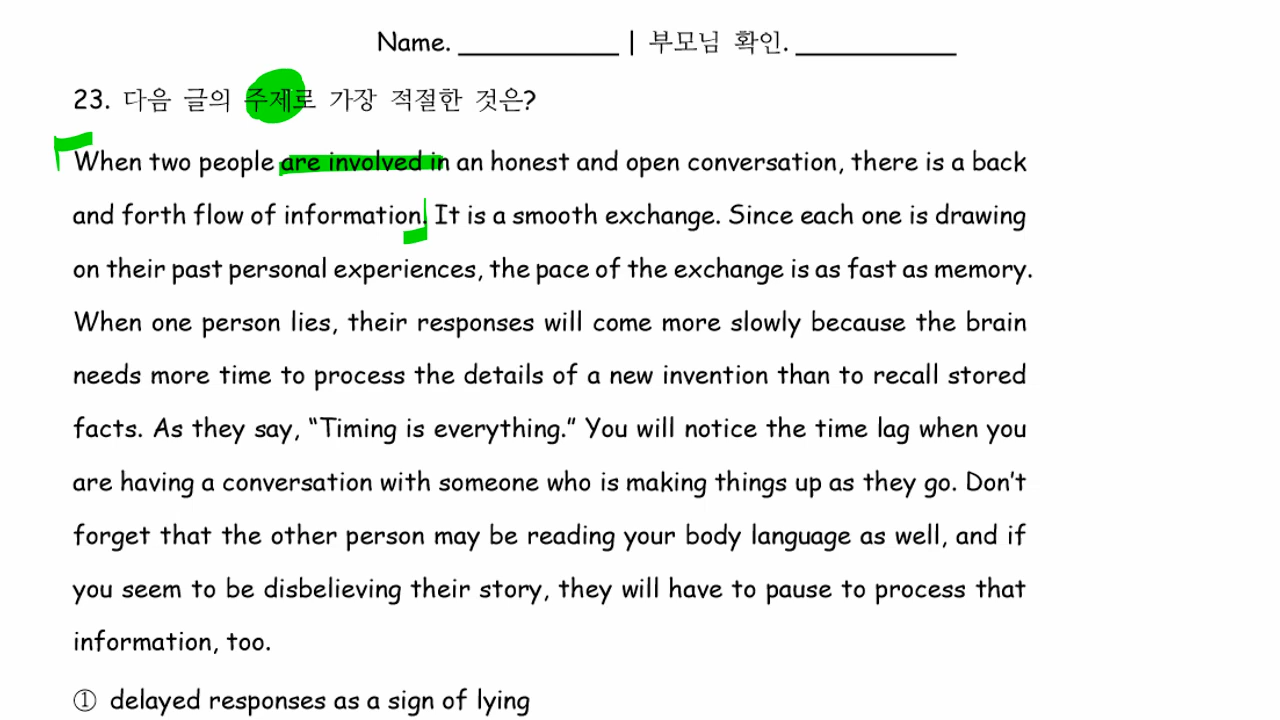 Name. ____________ | 부모님 확인. ____________
23. 다음 글의 주제로 가장 적절한 것은?
When two people are involved in an honest and open conversation, there is a back
and forth flow of information. It is a smooth exchange. Since each one is drawing
on their past personal experiences, the pace of the exchange is as fast as memory.
When one person lies, their responses will come more slowly because the brain
needs more time to process the details of a new invention than to recall stored
facts. As they say, “Timing is everything.” You will notice the time lag when you
are having a conversation with someone who is making things up as they go. Don’t
forget that the other person may be reading your body language as well, and if
you seem to be disbelieving their story, they will have to pause to process that
information, too.
① delayed responses as a sign of lying